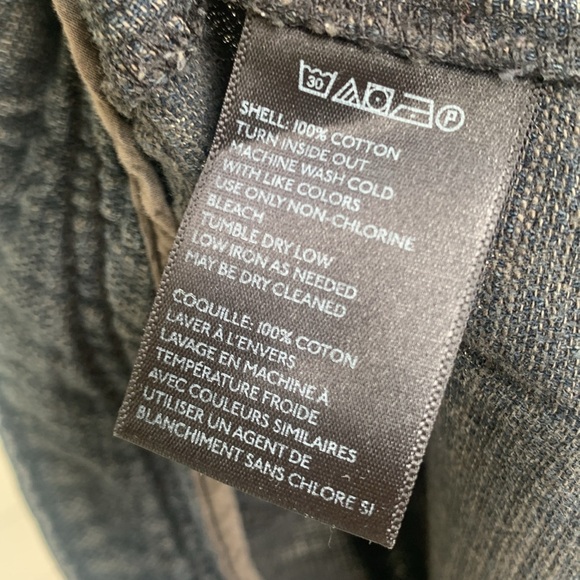 30 P
SHELL: 100% COTTON
TURN INSIDE OUT
MACHINE WASH COLD
WITH LIKE COLORS
USE ONLY NON-CHLORINE
BLEACH
TUMBLE DRY LOW
LOW IRON AS NEEDED
MAY BE DRY CLEANED
COQUILLE: 100% COTON
LAVER À L'ENVERS
LAVAGE EN MACHINE À
TEMPÉRATURE FROIDE
AVEC COULEURS SIMILAIRES
UTILISER UN AGENT DE
BLANCHIMENT SANS CHLORE SI